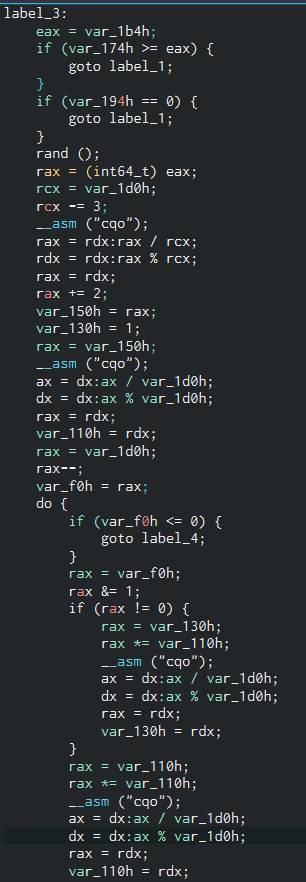 label_3:
    eax = var_1b4h;
    if (var_174h >= eax) {
        goto label_1;
    }
    if (var_194h == 0) {
        goto label_1;
    }
    rand ();
    rax = (int64_t) eax;
    rcx = var_1d0h;
    rcx -= 3;
    __asm ("cqo");
    rax = rdx:rax / rcx;
    rdx = rdx:rax % rcx;
    rax = rdx;
    rax += 2;
    var_150h = rax;
    var_130h = 1;
    rax = var_150h;
    __asm ("cqo");
    ax = dx:ax / var_1d0h;
    dx = dx:ax % var_1d0h;
    rax = rdx;
    var_110h = rdx;
    rax = var_1d0h;
    rax--;
    var_f0h = rax;
    do {
        if (var_f0h <= 0) {
            goto label_4;
        }
        rax = var_f0h;
        rax &= 1;
        if (rax != 0) {
            rax = var_130h;
            rax *= var_110h;
            __asm ("cqo");
            ax = dx:ax / var_1d0h;
            dx = dx:ax % var_1d0h;
            rax = rdx;
            var_130h = rdx;
        }
        rax = var_110h;
        rax *= var_110h;
        __asm ("cqo");
        ax = dx:ax / var_1d0h;
        dx = dx:ax % var_1d0h;
        rax = rdx;
        var_110h = rdx;